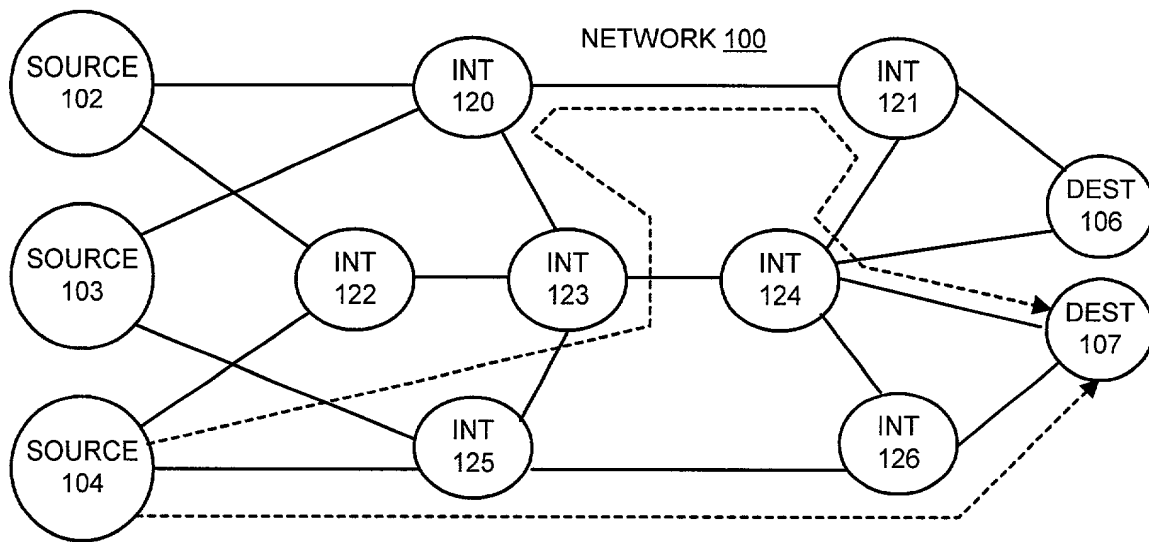 NETWORK 100
SOURCE
102
INT
120
INT
121
DEST
106
SOURCE
103
INT
122
INT
123
INT
124
DEST
107
SOURCE
104
INT
125
INT
126